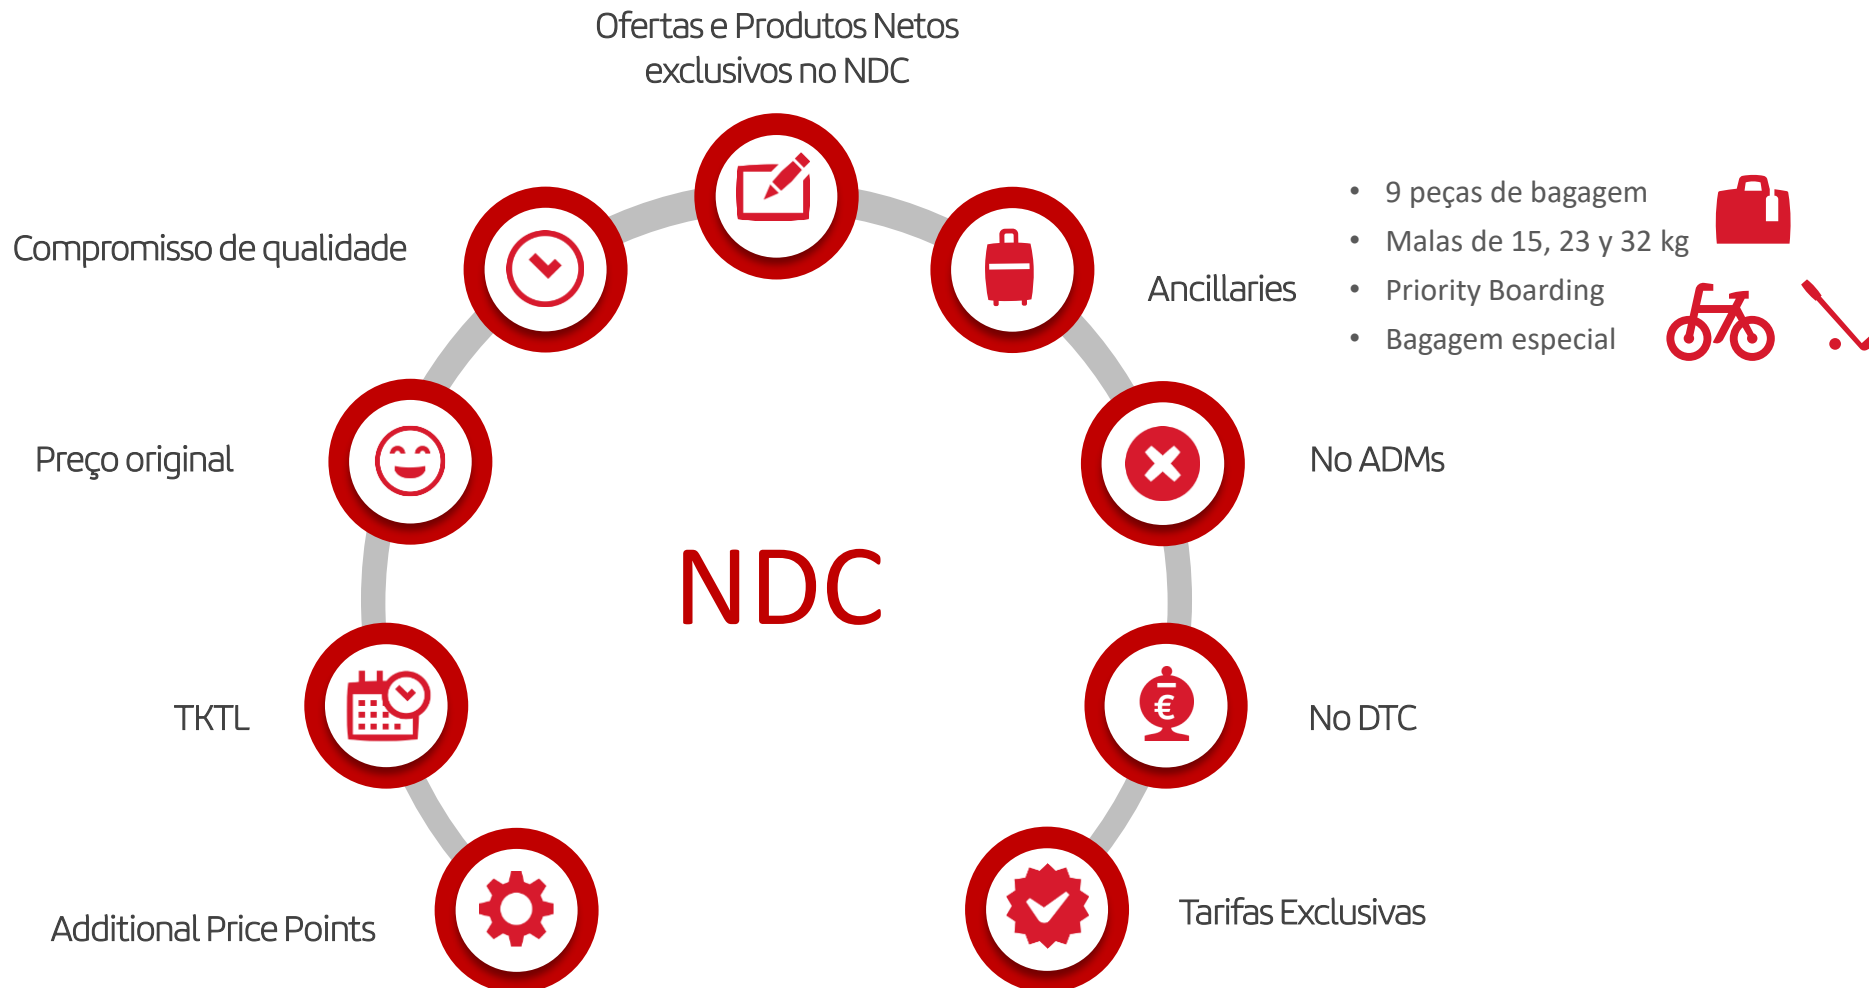 Ofertas e Produtos Netos
exclusivos no NDC
Compromisso de qualidade
Ancillaries
• 9 peças de bagagem
• Malas de 15, 23 y 32 kg
• Priority Boarding
• Bagagem especial
Preço original
No ADMs
NDC
TKTL
€
No DTC
Additional Price Points
Tarifas Exclusivas